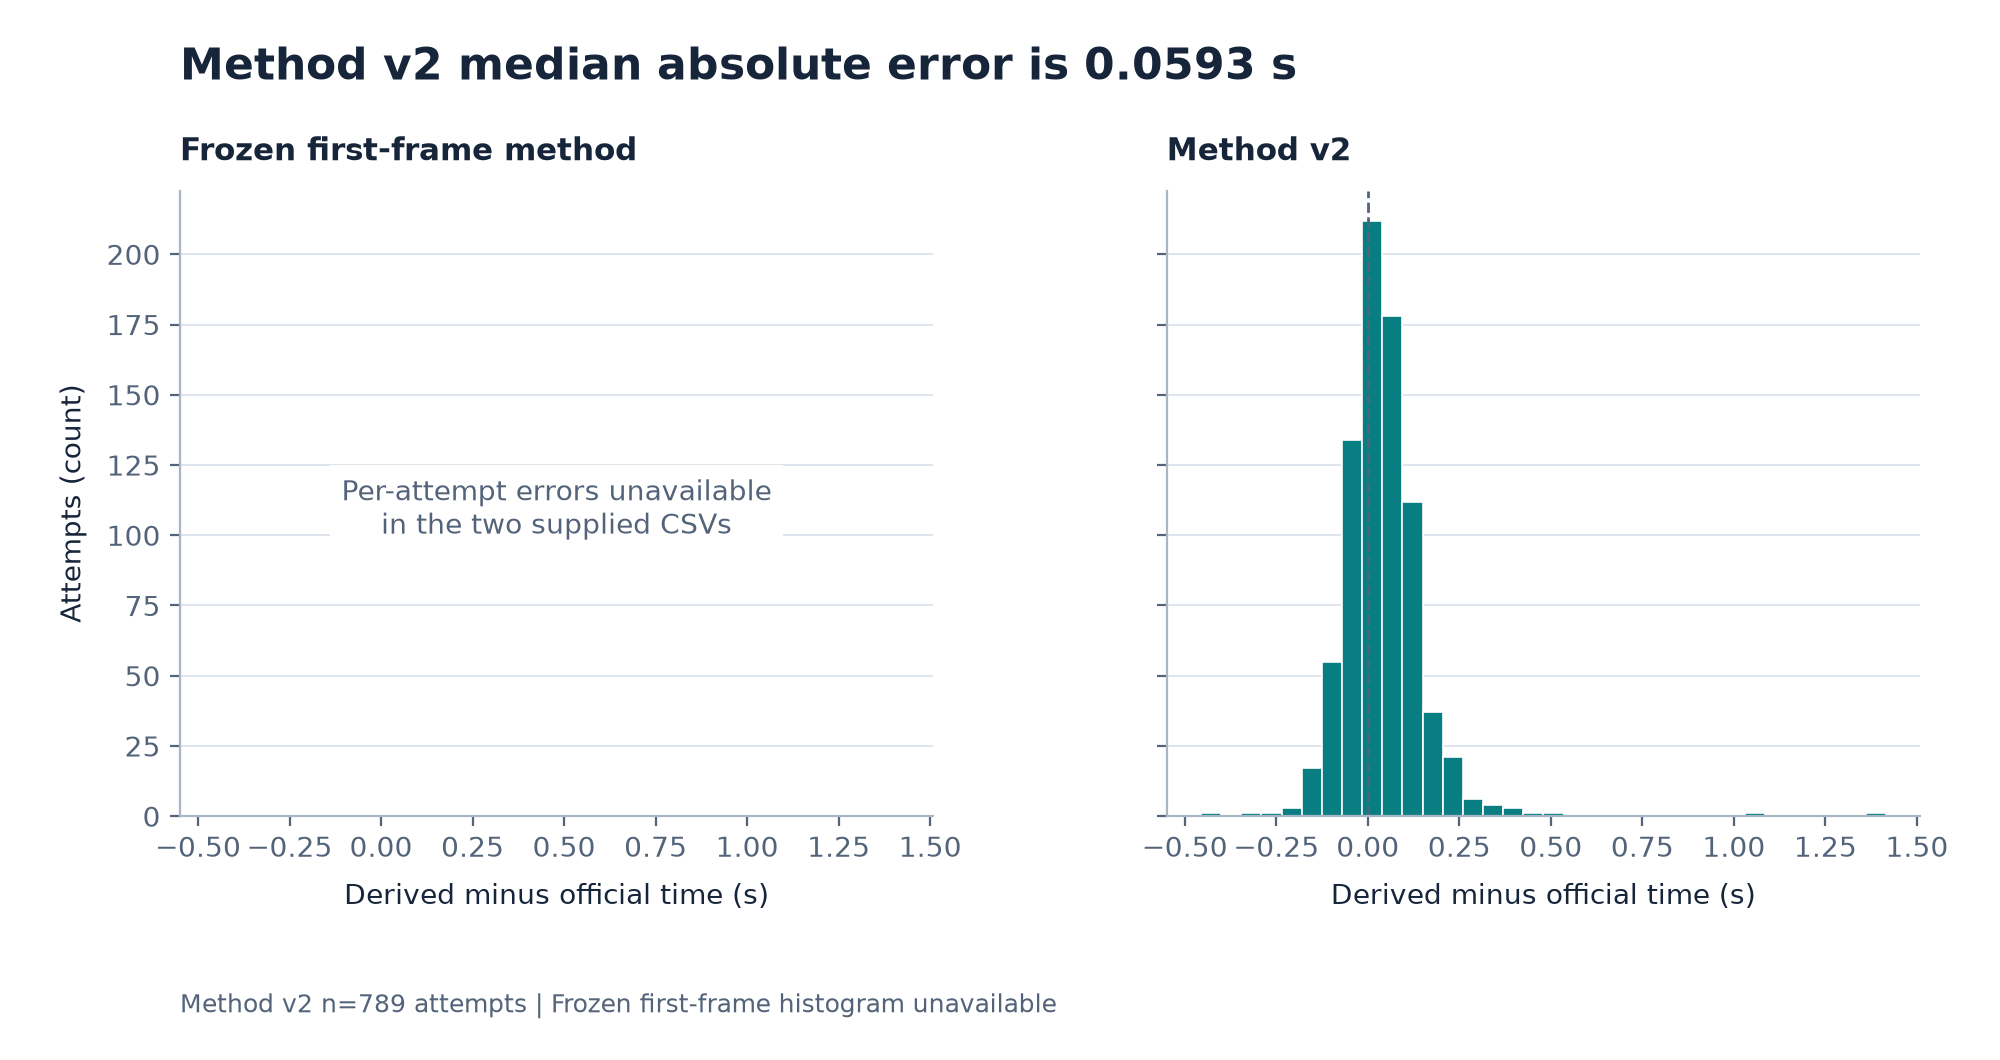 Method v2 median absolute error is 0.0593 s
Frozen first-frame method
Method v2
Attempts (count)
200
175
150
125
100
75
50
25
0
Per-attempt errors unavailable
in the two supplied CSVs
−0.50 −0.25 0.00 0.25 0.50 0.75 1.00 1.25 1.50
−0.50 −0.25 0.00 0.25 0.50 0.75 1.00 1.25 1.50
Derived minus official time (s)
Derived minus official time (s)
Method v2 n=789 attempts | Frozen first-frame histogram unavailable